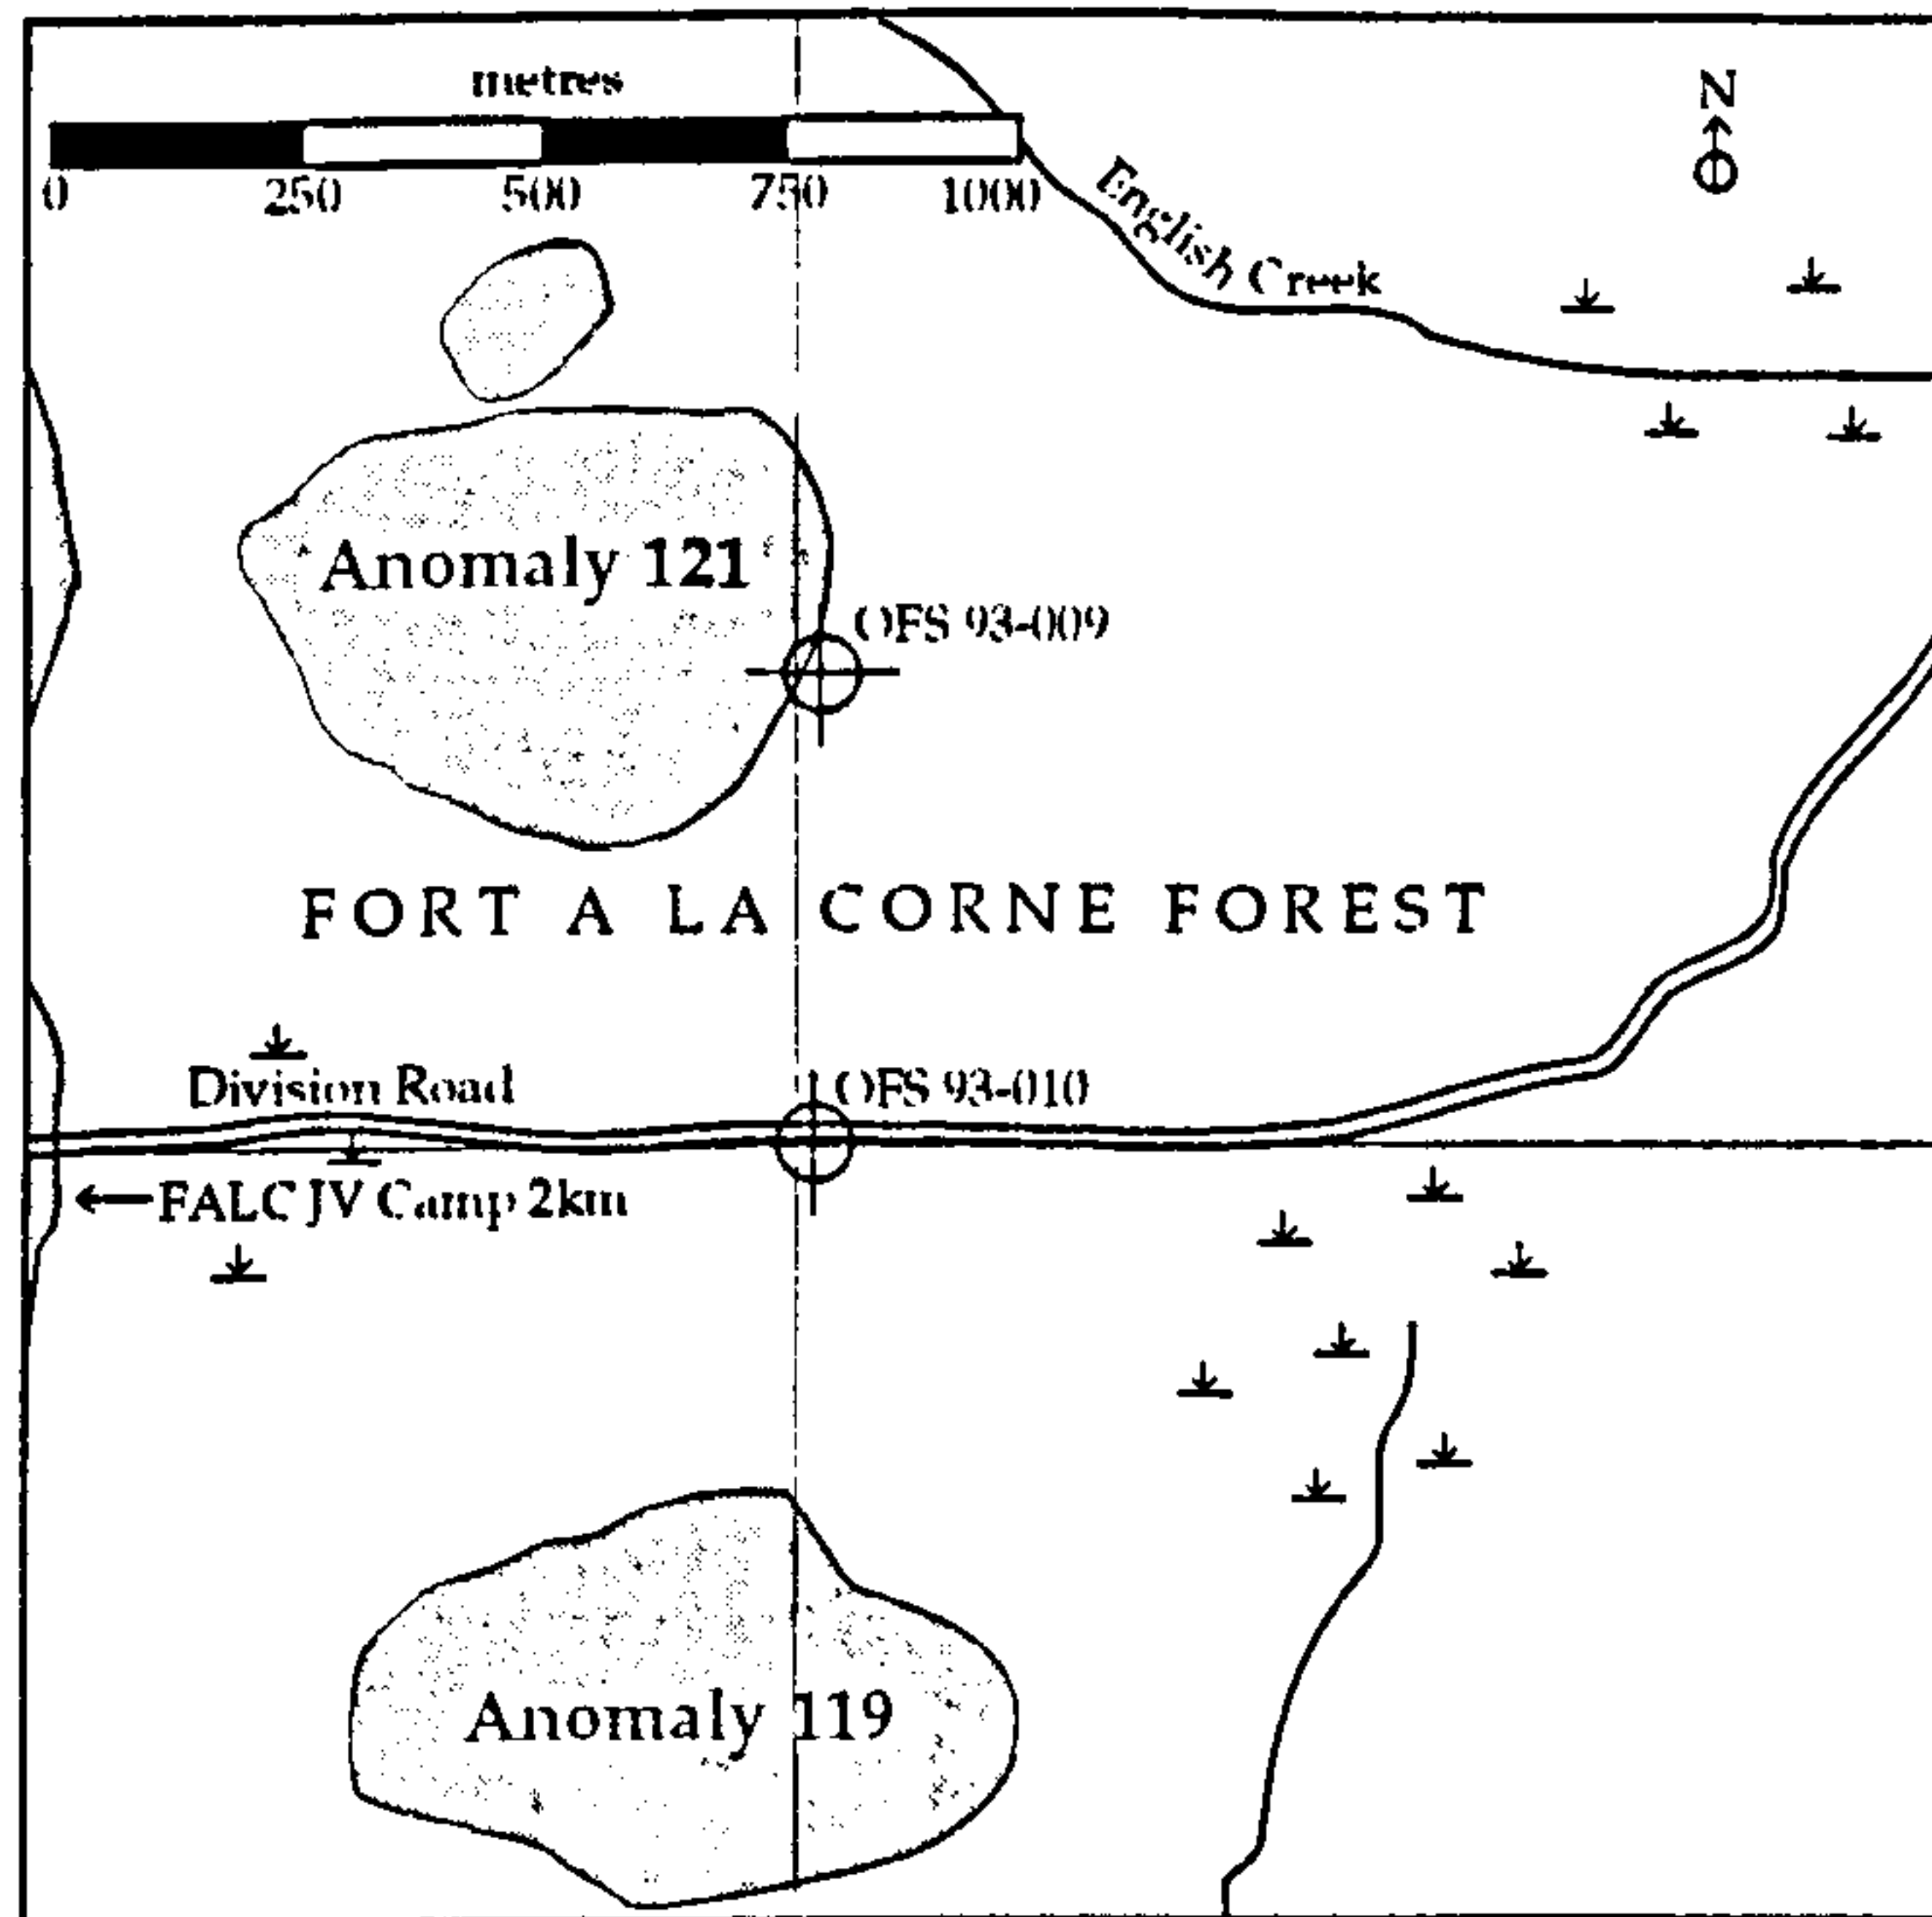 metres
0 250 500 750 1000
N
English Creek
Anomaly 121
OFS 93-009
FORT A LA CORNE FOREST
Division Road
OFS 93-010
FALC JV Camp 2km
Anomaly 119